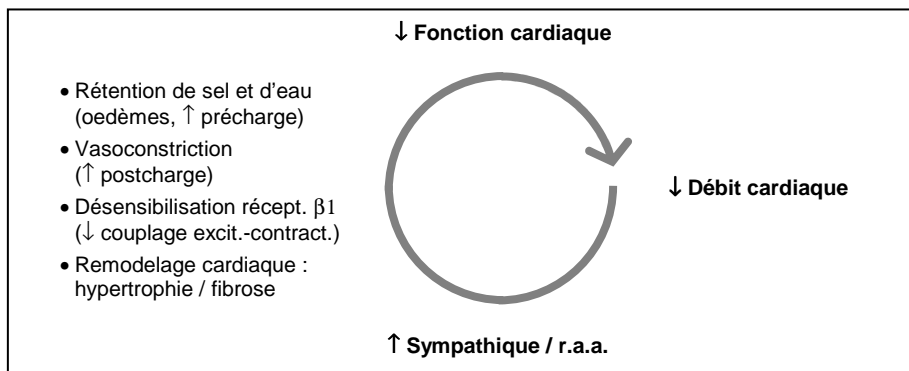 ↓ Fonction cardiaque
• Rétention de sel et d'eau
(oedèmes, ↑ précharge)
• Vasoconstriction
(↑ postcharge)
• Désensibilisation récept. β1
(↓ couplage excit.-contract.)
• Remodelage cardiaque :
hypertrophie / fibrose
↓ Débit cardiaque
↑ Sympathique / r.a.a.